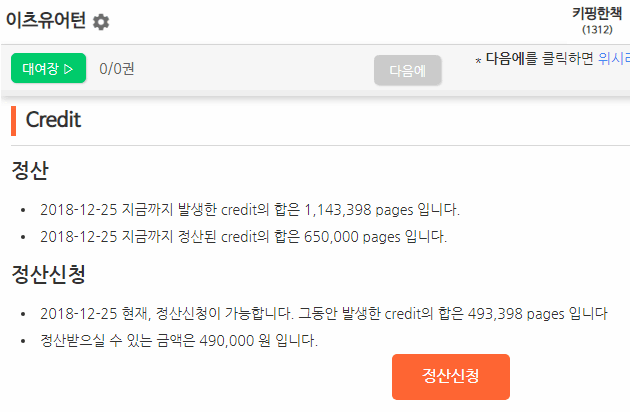 이츠유어턴
키핑한책
(1312)
대여장 ▷ 0/0권 다음에 * 다음에를 클릭하면 위시리
Credit
정산
• 2018-12-25 지금까지 발생한 credit의 합은 1,143,398 pages 입니다.
• 2018-12-25 지금까지 정산된 credit의 합은 650,000 pages 입니다.
정산신청
• 2018-12-25 현재, 정산신청이 가능합니다. 그동안 발생한 credit의 합은 493,398 pages 입니다
• 정산받으실 수 있는 금액은 490,000 원 입니다.
정산신청